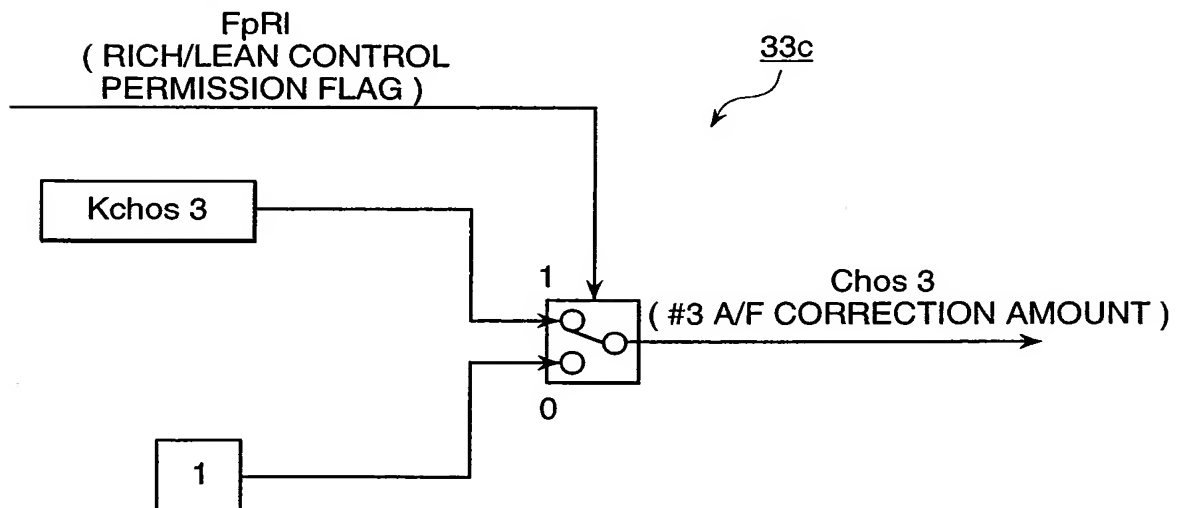 FpRl
( RICH/LEAN CONTROL
PERMISSION FLAG )
33c
Kchos 3
1
Chos 3
( #3 A/F CORRECTION AMOUNT )
0
1